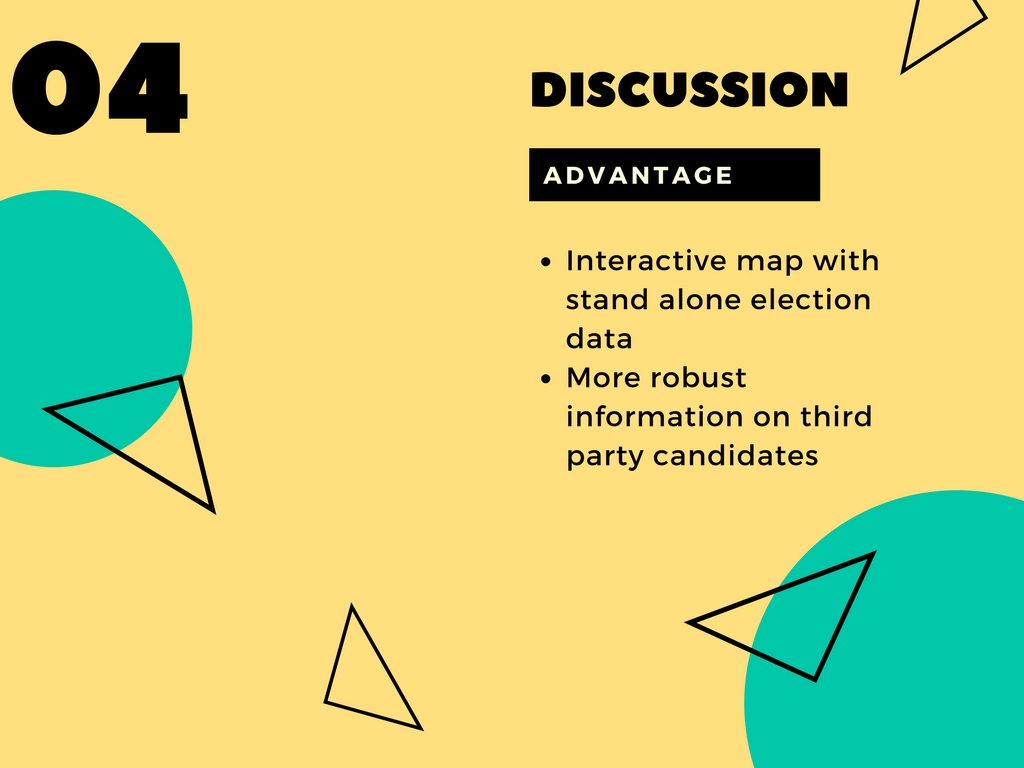 04
DISCUSSION
ADVANTAGE
• Interactive map with
stand alone election
data
• More robust
information on third
party candidates